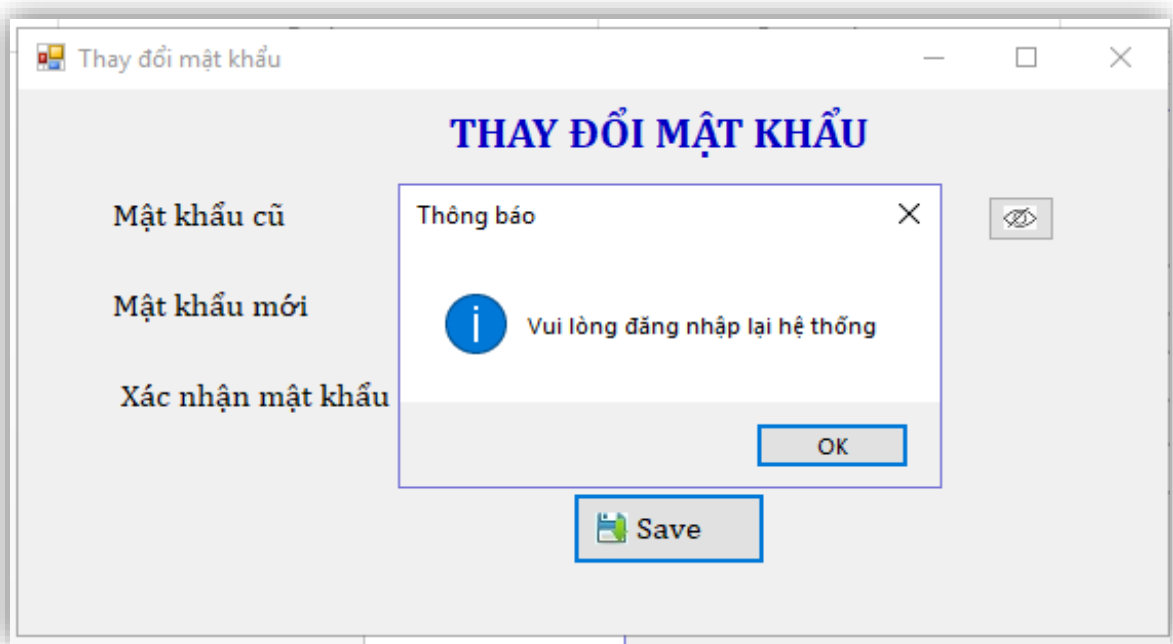 Thay đổi mật khẩu
THAY ĐỔI MẬT KHẨU
Mật khẩu cũ
Thông báo
Mật khẩu mới
Vui lòng đăng nhập lại hệ thống
Xác nhận mật khẩu
OK
Save